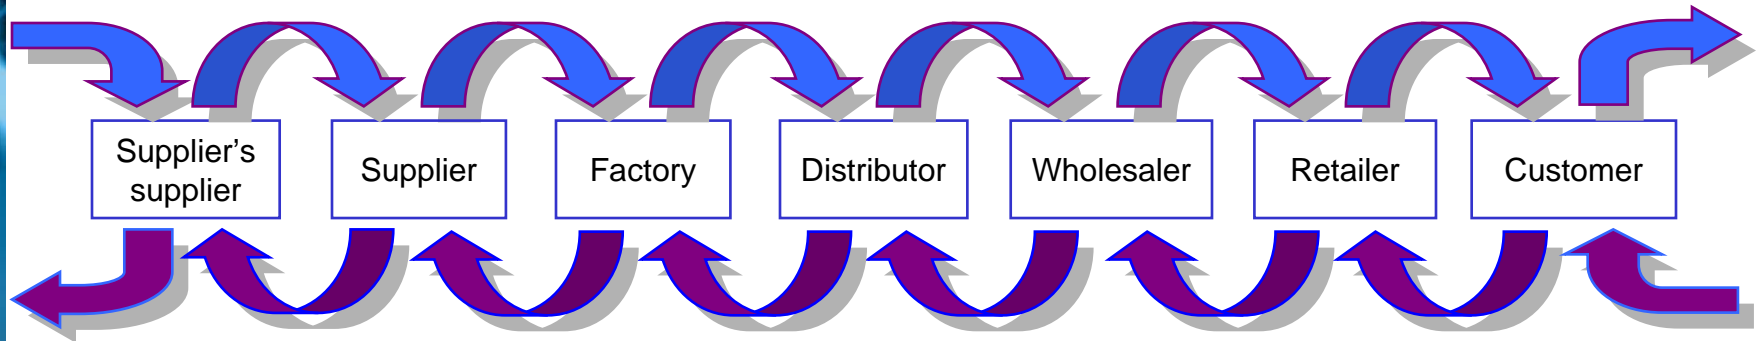 Supplier’s
supplier
Supplier
Factory
Distributor
Wholesaler
Retailer
Customer